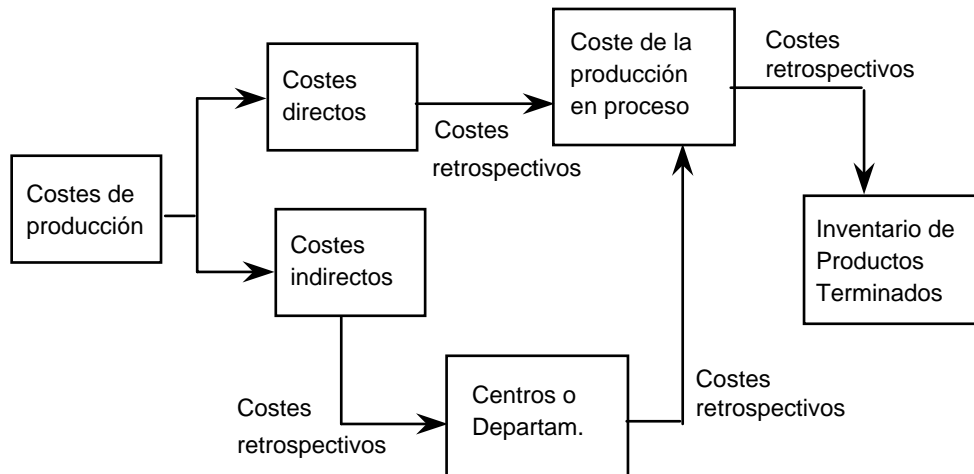 Costes de
producción
Costes
directos
Costes
retrospectivos
Coste de la
producción
en proceso
Costes
retrospectivos
Inventario de
Productos
Terminados
Costes
indirectos
Costes
retrospectivos
Centros o
Departam.
Costes
retrospectivos